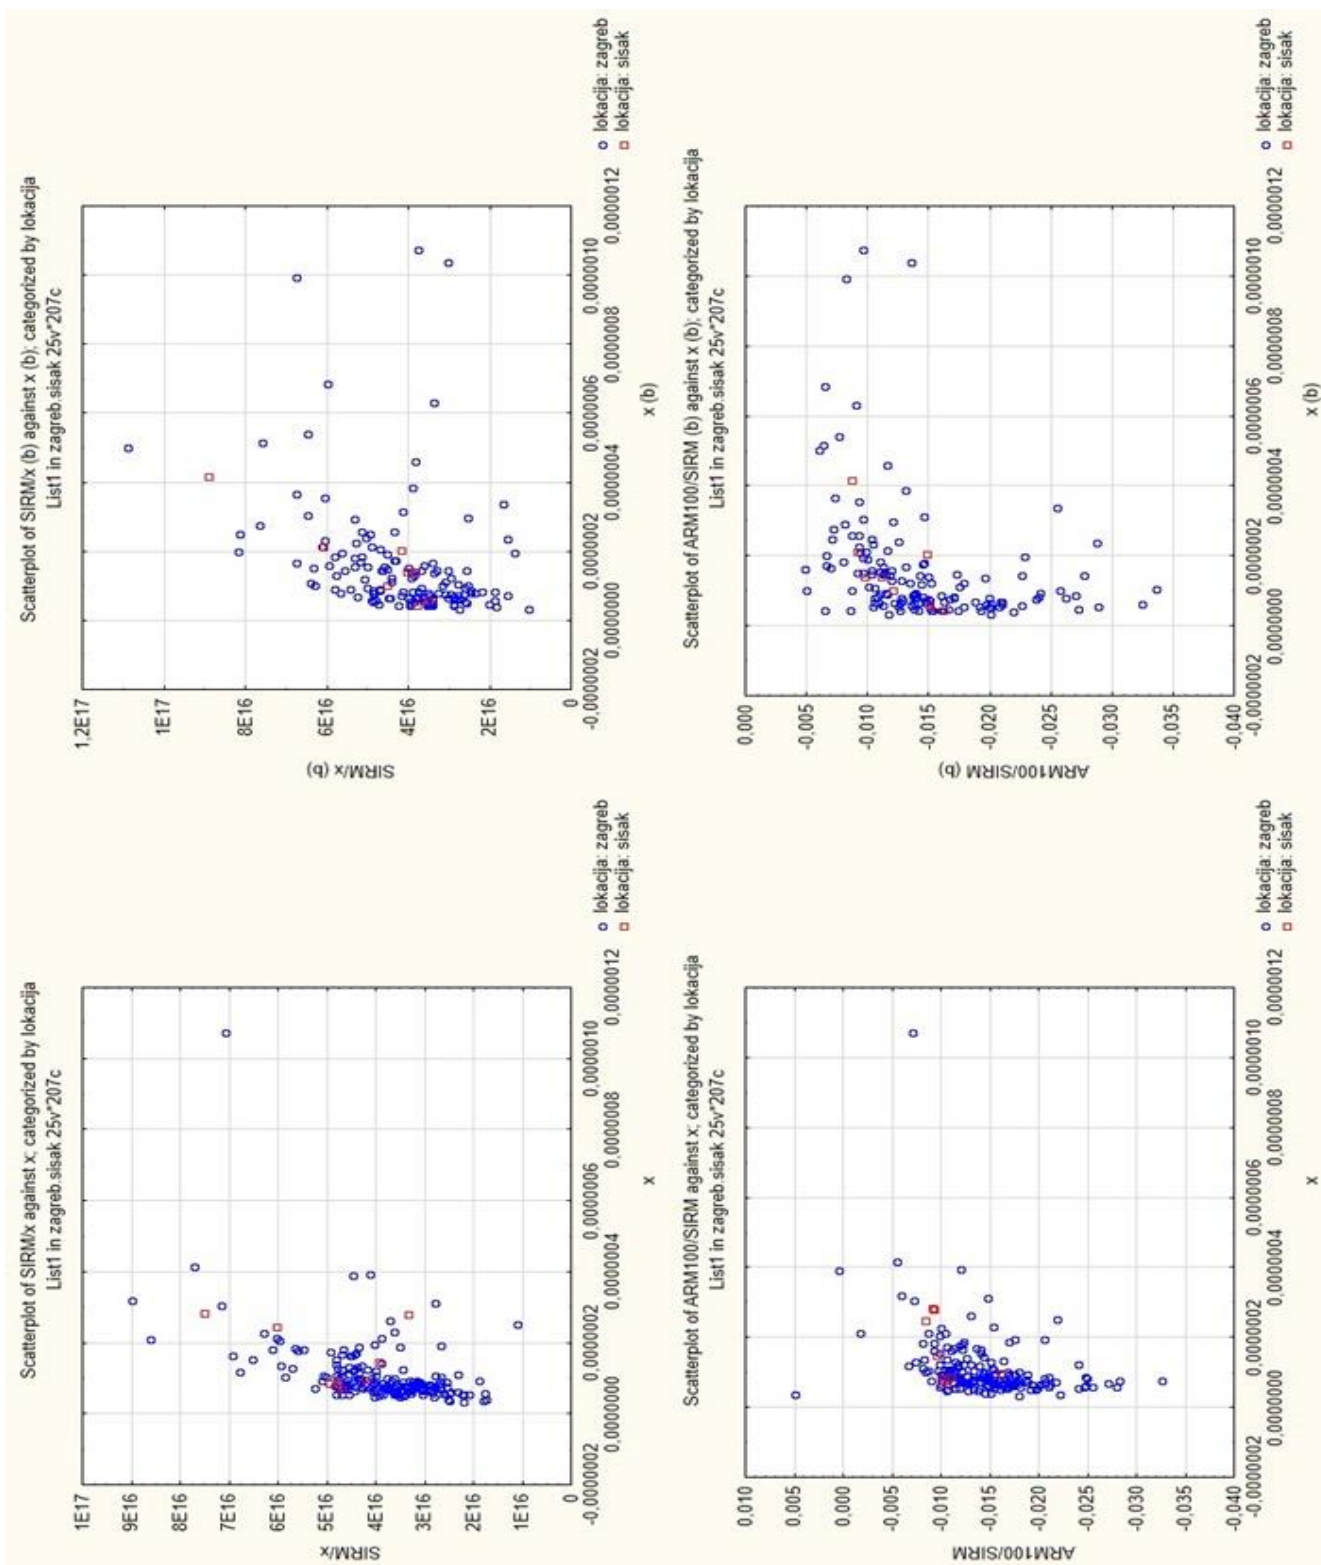 Scatterplot of SIRM/x against x; categorized by lokacija
List1 in zagreb.sisak 25v*207c
1E17
9E16
8E16
7E16
6E16
5E16
4E16
3E16
1E16
0
SIRM/x
-0,0000002 0,0000000 0,0000002 0,0000004 0,0000006 0,0000008 0,0000010 0,0000012
x
lokacija: zagreb
lokacija: sisak
Scatterplot of SIRM/x (b) against x (b); categorized by lokacija
List1 in zagreb.sisak 25v*207c
1,2E17
1E17
8E16
6E16
4E16
2E16
0
SIRM/x (b)
-0,0000002 0,0000000 0,0000002 0,0000004 0,0000006 0,0000008 0,0000010 0,0000012
x (b)
lokacija: zagreb
lokacija: sisak
Scatterplot of ARM100/SIRM against x; categorized by lokacija
List1 in zagreb.sisak 25v*207c
0,010
0,005
0,000
-0,010
-0,015
-0,020
-0,025
-0,030
-0,040
ARM100/SIRM
-0,0000002 0,0000000 0,0000002 0,0000004 0,0000006 0,0000008 0,0000010 0,0000012
x
lokacija: zagreb
lokacija: sisak
Scatterplot of ARM100/SIRM (b) against x (b); categorized by lokacija
List1 in zagreb.sisak 25v*207c
0,000
-0,005
-0,010
-0,015
-0,020
-0,025
-0,030
-0,035
-0,040
ARM100/SIRM (b)
-0,0000002 0,0000000 0,0000002 0,0000004 0,0000006 0,0000008 0,0000010 0,0000012
x (b)
lokacija: zagreb
lokacija: sisak